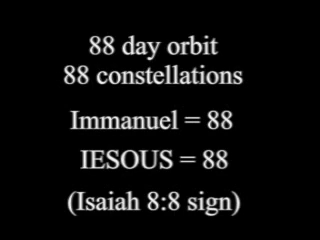 88 day orbit
88 constellations
Immanuel = 88
IESOUS = 88
(Isaiah 8:8 sign)